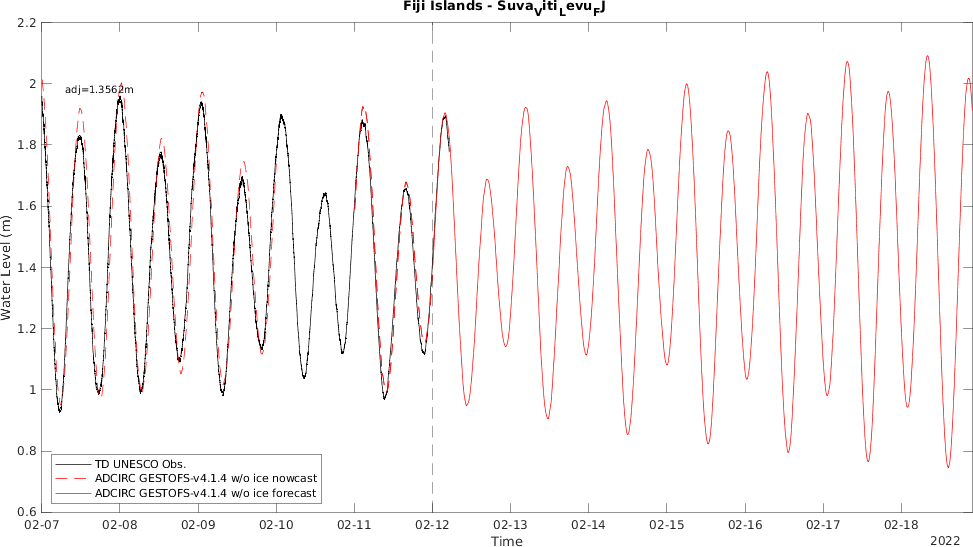 Fiji Islands - SuvaVitiLevuFJ
2.2
2
1.8
1.6
1.4
1.2
1
0.8
0.6
Water Level (m)
adj=1.3562m
TD UNESCO Obs.
ADCIRC GESTOFS-v4.1.4 w/o ice nowcast
ADCIRC GESTOFS-v4.1.4 w/o ice forecast
02-07 02-08 02-09 02-10 02-11 02-12 02-13 02-14 02-15 02-16 02-17 02-18
Time
2022